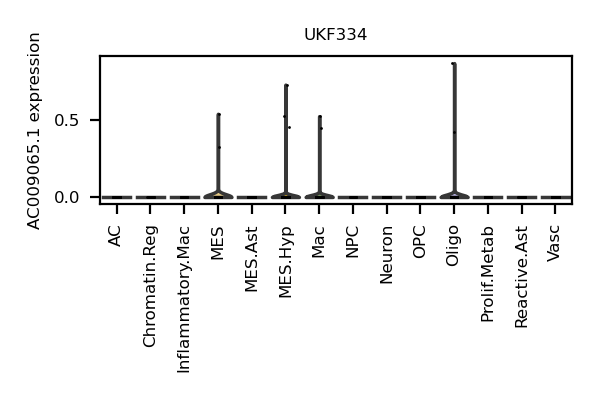 UKF334
AC009065.1 expression
0.5
0.0
AC
Chromatin.Reg
Inflammatory.Mac
MES
MES.Ast
MES.Hyp
Mac
NPC
Neuron
OPC
Oligo
Prolif.Metab
Reactive.Ast
Vasc